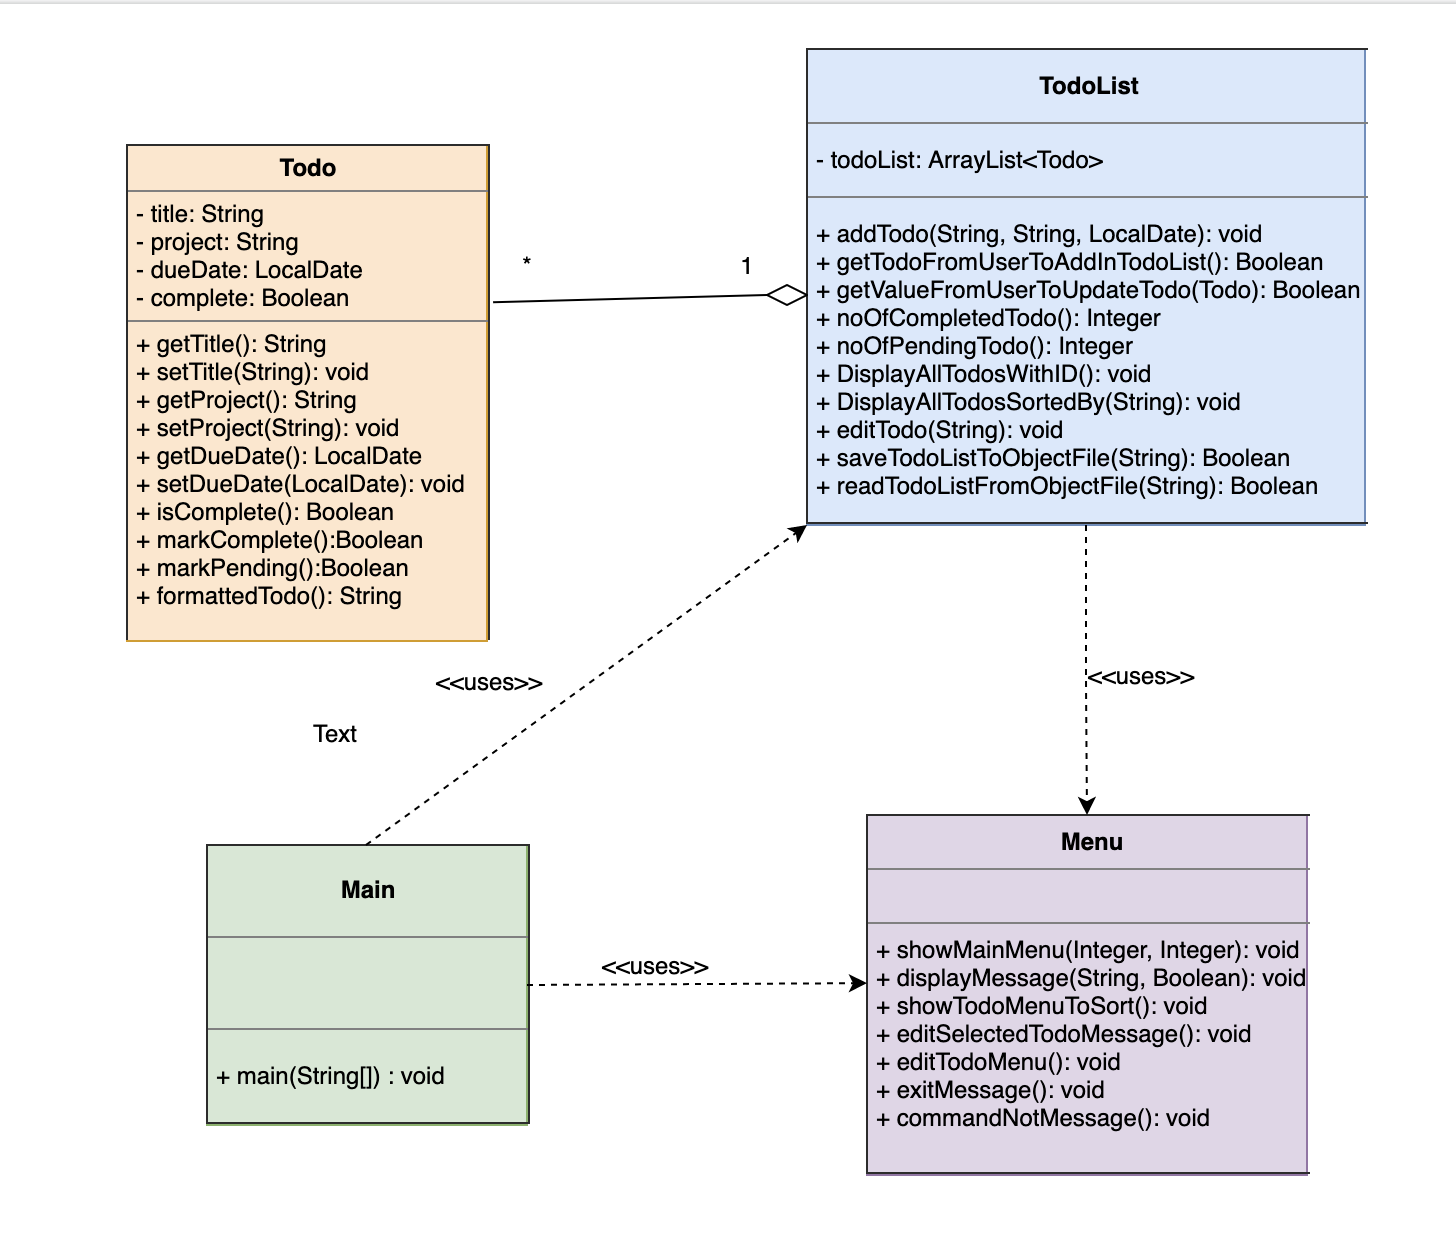 TodoList
- todoList: ArrayList<Todo>
+ addTodo(String, String, LocalDate): void
+ getTodoFromUserToAddInTodoList(): Boolean
+ getValueFromUserToUpdateTodo(Todo): Boolean
+ noOfCompletedTodo(): Integer
+ noOfPendingTodo(): Integer
+ DisplayAllTodosWithID(): void
+ DisplayAllTodosSortedBy(String): void
+ editTodo(String): void
+ saveTodoListToObjectFile(String): Boolean
+ readTodoListFromObjectFile(String): Boolean
Todo
- title: String
- project: String
- dueDate: LocalDate
- complete: Boolean
+ getTitle(): String
+ setTitle(String): void
+ getProject(): String
+ setProject(String): void
+ getDueDate(): LocalDate
+ setDueDate(LocalDate): void
+ isComplete(): Boolean
+ markComplete():Boolean
+ markPending():Boolean
+ formattedTodo(): String
*
1
<<uses>>
<<uses>>
Text
Main
+ main(String[]) : void
<<uses>>
Menu
+ showMainMenu(Integer, Integer): void
+ displayMessage(String, Boolean): void
+ showTodoMenuToSort(): void
+ editSelectedTodoMessage(): void
+ editTodoMenu(): void
+ exitMessage(): void
+ commandNotMessage(): void